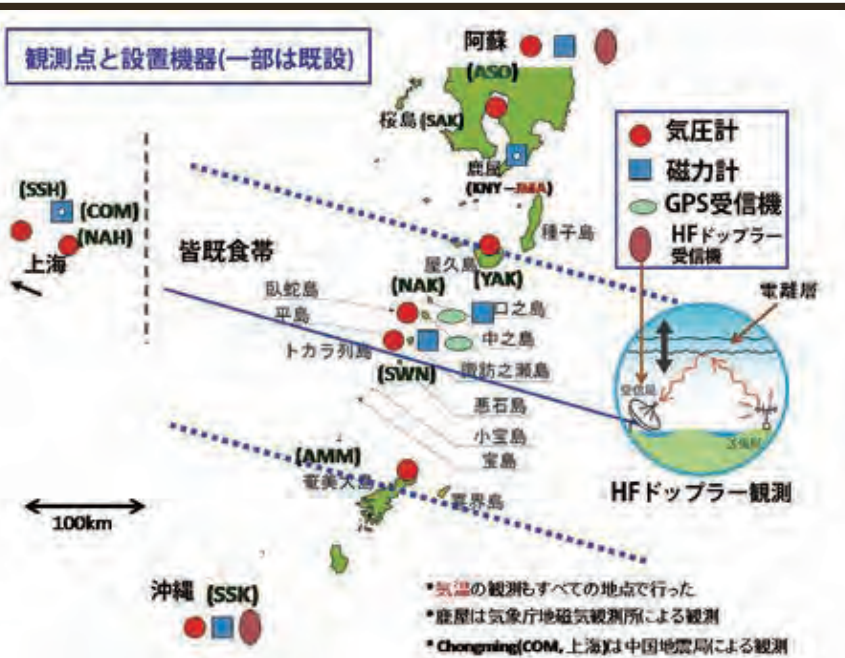 観測点と設置機器(一部は既設)
阿蘇
(ASO)
桜島(SAK)
鹿屋
(KNY−JMA)
気圧計
磁力計
GPS受信機
HFドップラー
受信機
(SSH)
(COM)
(NAH)
上海
皆既食帯
種子島
屋久島
(YAK)
(NAK)
臥蛇島
口之島
平島
中之島
トカラ列島
(SWN)
諏訪之瀬島
悪石島
小宝島
宝島
(AMM)
奄美大島
喜界島
電離層
受信局
HFドップラー観測
100km
沖縄 (SSK)
*気温の観測もすべての地点で行った
*鹿屋は気象庁地磁気観測所による観測
*Chongming(COM, 上海)は中国地震局による観測